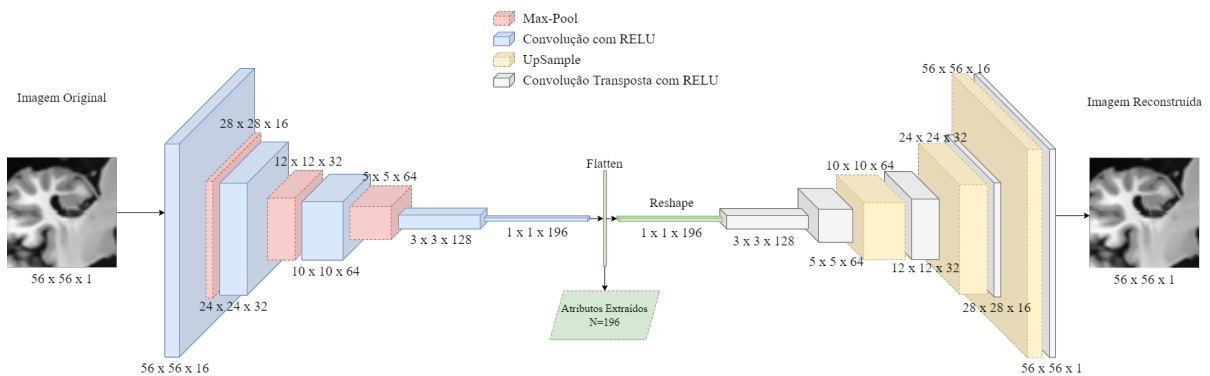 Max-Pool
Convolução com RELU
UpSample
Convolução Transposta com RELU
Imagem Original
56 x 56 x 1
56 x 56 x 16
28 x 28 x 16
24 x 24 x 32
12 x 12 x 32
10 x 10 x 64
5 x 5 x 64
3 x 3 x 128
1 x 1 x 196
Flatten
Atributos Extraídos
N=196
Reshape
1 x 1 x 196
3 x 3 x 128
5 x 5 x 64
10 x 10 x 64
12 x 12 x 32
24 x 24 x 32
28 x 28 x 16
56 x 56 x 16
56 x 56 x 1
Imagem Reconstruída
56 x 56 x 1